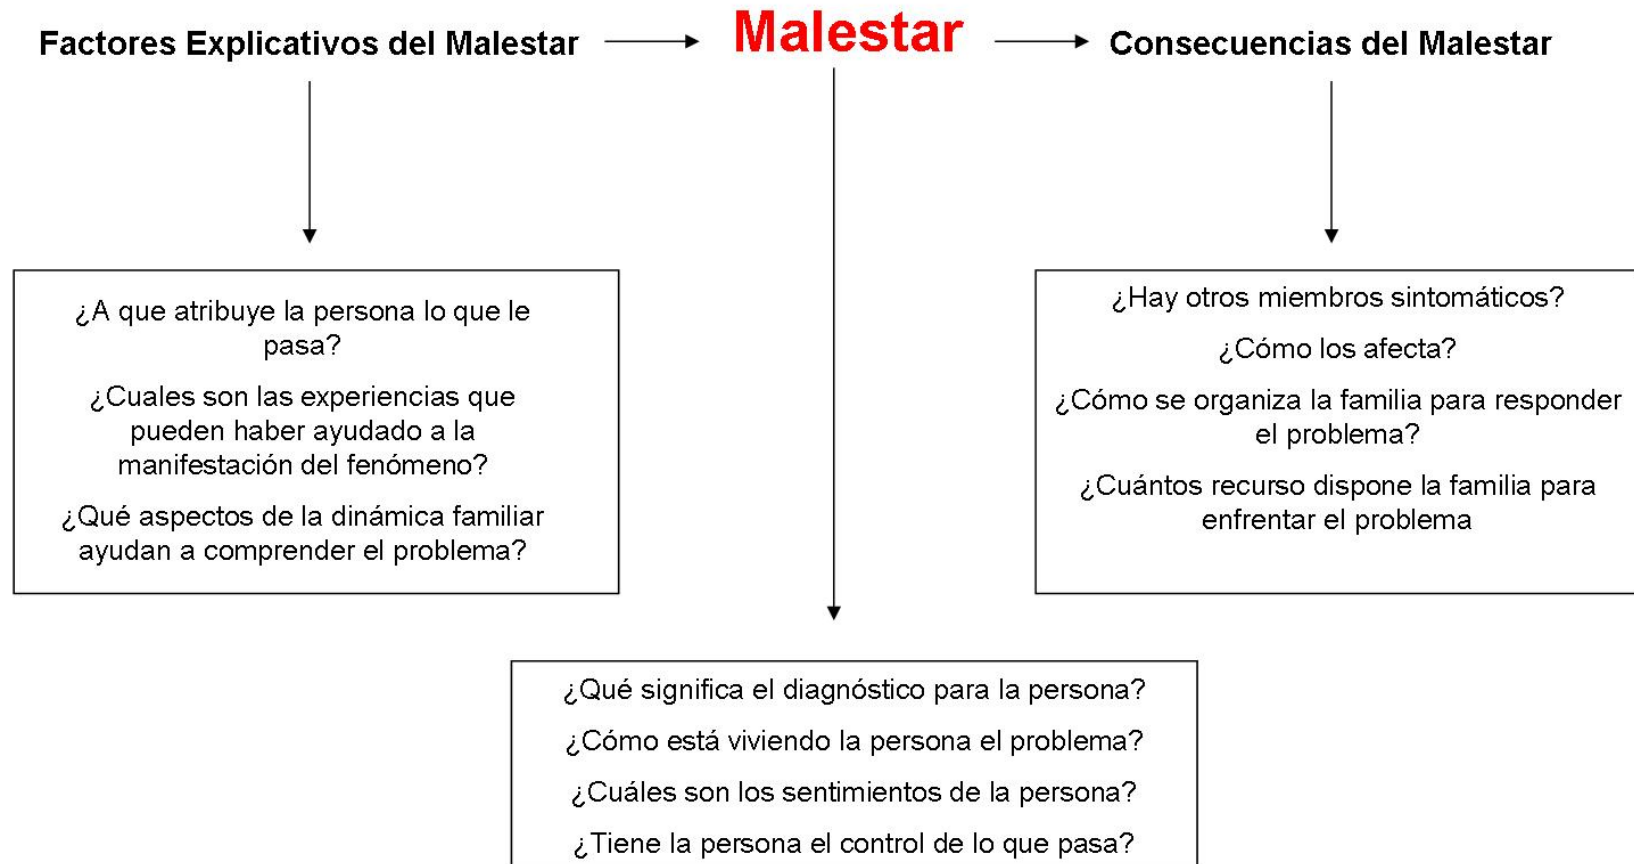 Factores Explicativos del Malestar
Malestar
Consecuencias del Malestar
¿A que atribuye la persona lo que le
pasa?
¿Cuales son las experiencias que
pueden haber ayudado a la
manifestación del fenómeno?
¿Qué aspectos de la dinámica familiar
ayudan a comprender el problema?
¿Hay otros miembros sintomáticos?
¿Cómo los afecta?
¿Cómo se organiza la familia para responder
el problema?
¿Cuántos recurso dispone la familia para
enfrentar el problema
¿Qué significa el diagnóstico para la persona?
¿Cómo está viviendo la persona el problema?
¿Cuáles son los sentimientos de la persona?
¿Tiene la persona el control de lo que pasa?